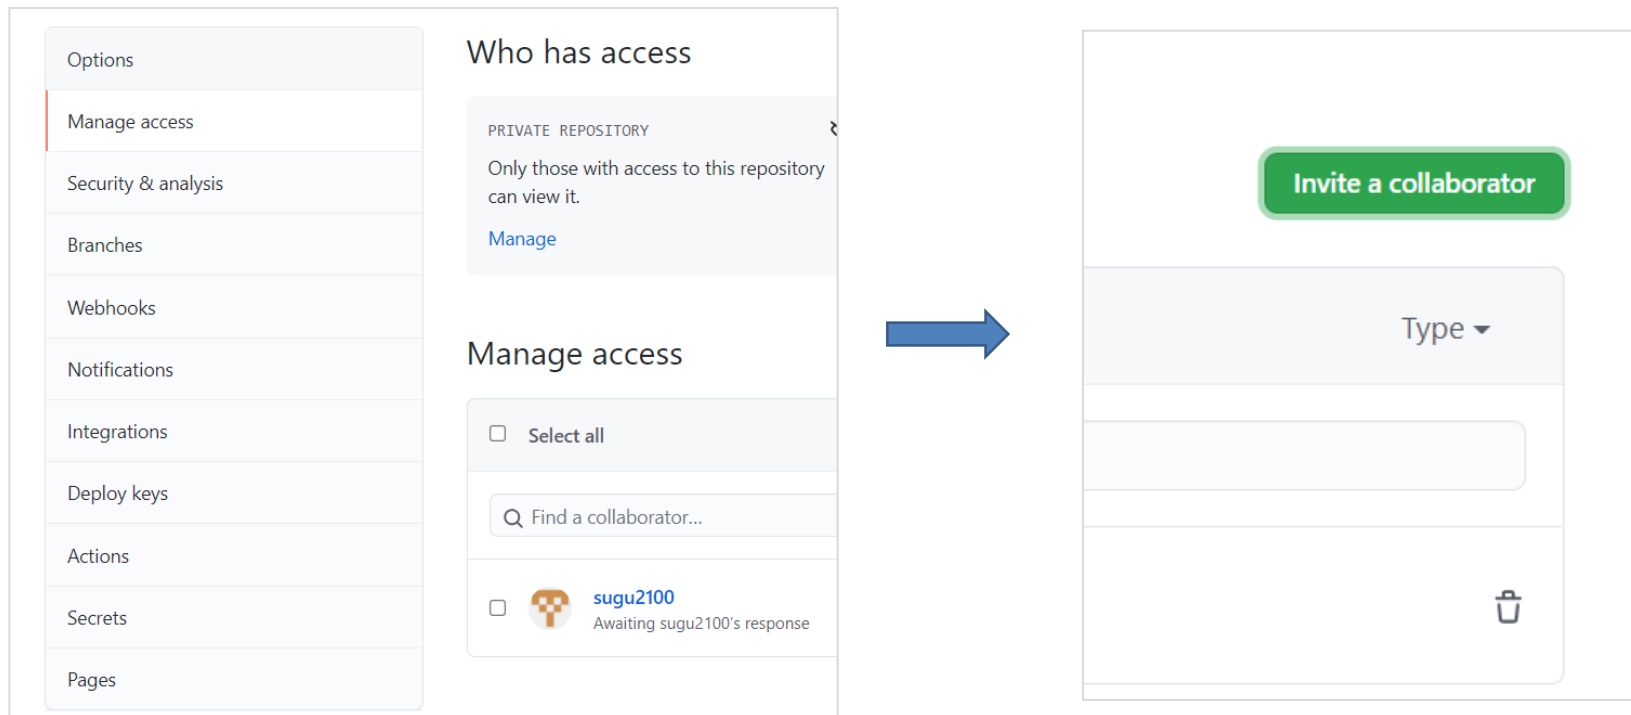 Options
Manage access
Security & analysis
Branches
Webhooks
Notifications
Integrations
Deploy keys
Actions
Secrets
Pages
Who has access
PRIVATE REPOSITORY
Only those with access to this repository
can view it.
Manage
Manage access
Select all
Find a collaborator...
sugu2100
Awaiting sugu2100's response
Invite a collaborator
Type